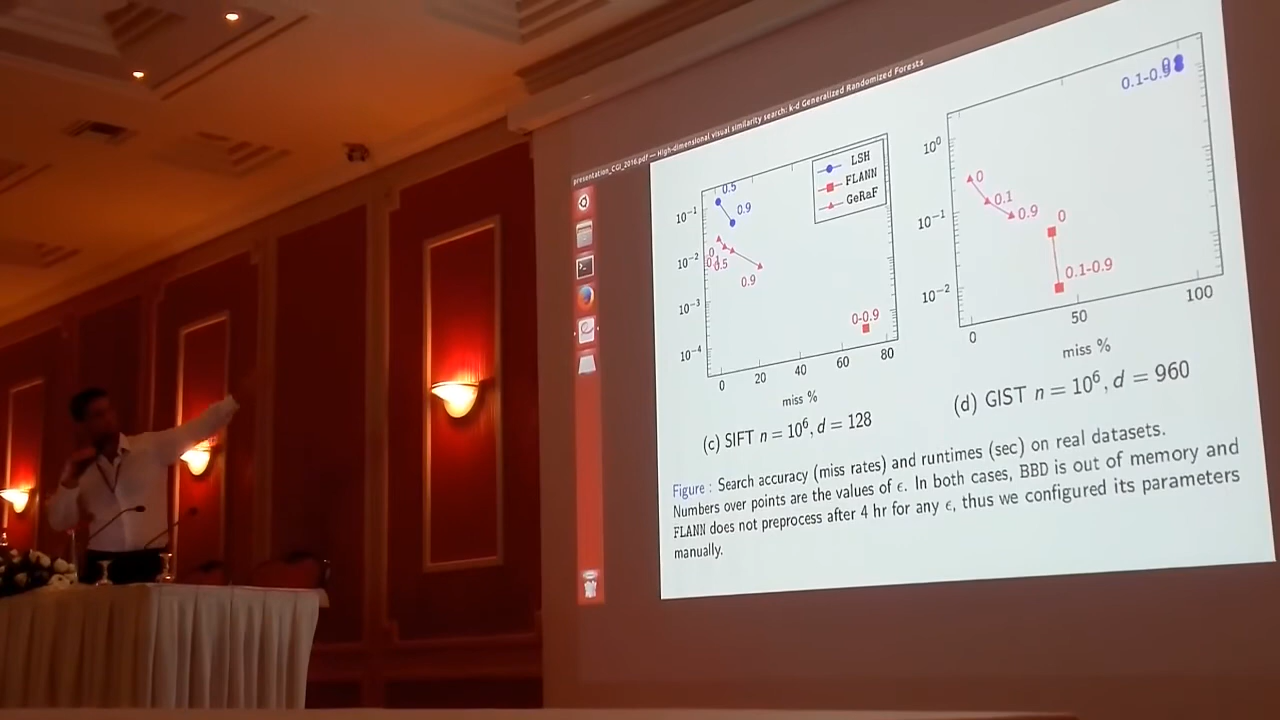 presentation_CGI_2016.pdf — High-dimensional visual similarity search: k-d Generalized Randomized Forests
LSH
FLANN
GeRaF
10⁻¹
10⁻²
10⁻³
10⁻⁴
0.5
0.9
0
0.1
0.5
0.9
0-0.9
0 20 40 60 80
miss %
(c) SIFT n = 10⁶, d = 128
10⁰
10⁻¹
10⁻²
0
0.1-0.9
0
0.1
0.9
0
0.1-0.9
0 50 100
miss %
(d) GIST n = 10⁶, d = 960
Figure : Search accuracy (miss rates) and runtimes (sec) on real datasets.
Numbers over points are the values of ϵ. In both cases, BBD is out of memory and
FLANN does not preprocess after 4 hr for any ϵ, thus we configured its parameters
manually.